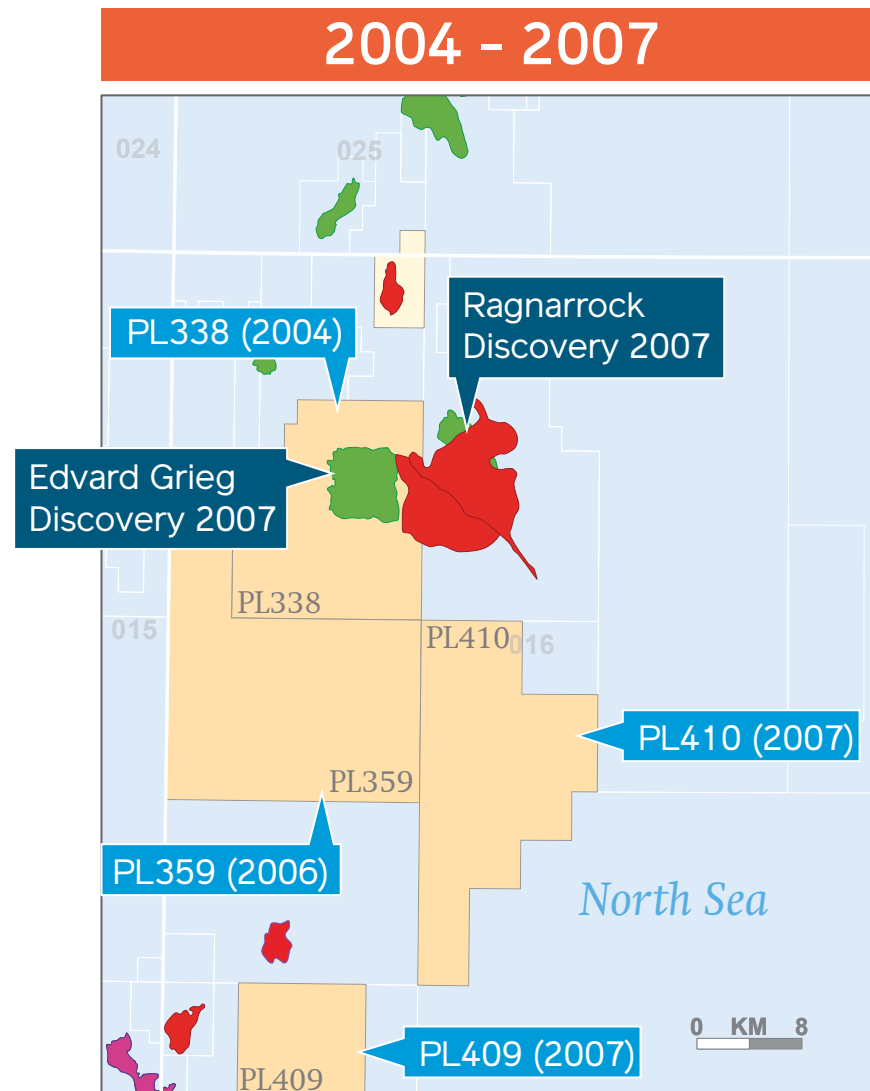 2004 - 2007
024
025
Ragnarrock
Discovery 2007
PL338 (2004)
Edvard Grieg
Discovery 2007
PL338
015
PL410
016
PL410 (2007)
PL359
PL359 (2006)
North Sea
0 KM 8
PL409 (2007)
PL409